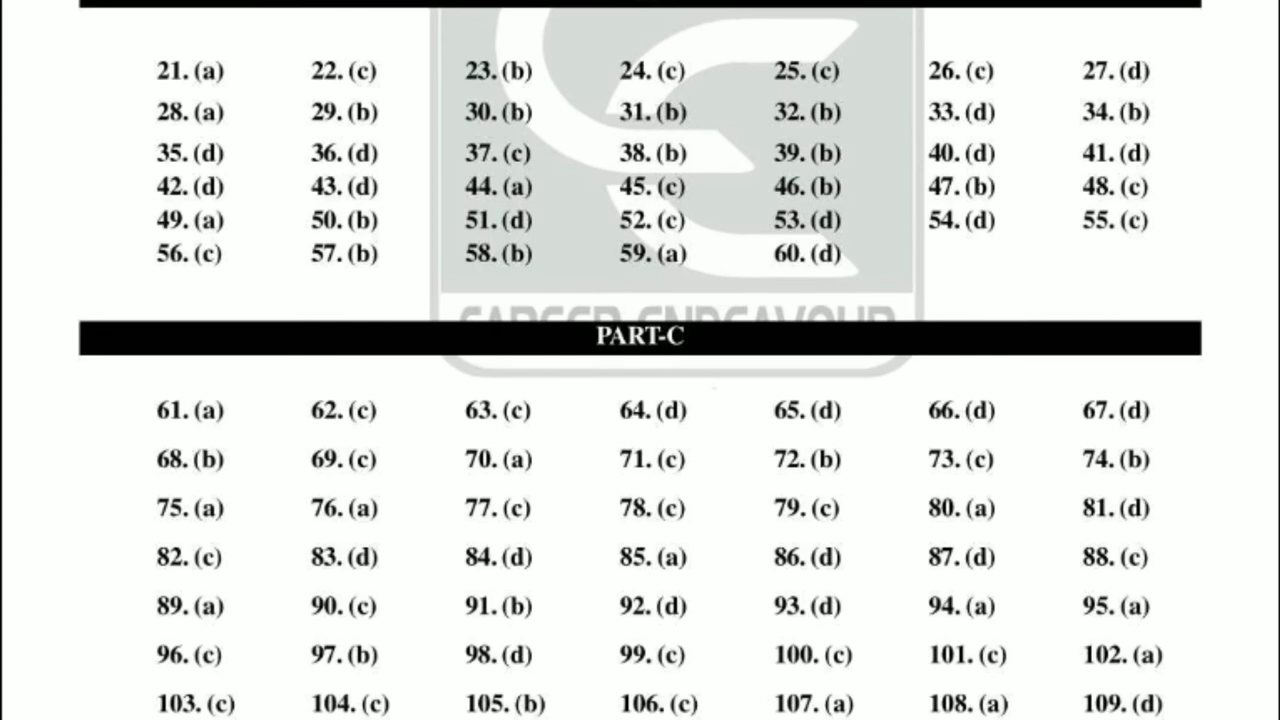 21. (a) 22. (c) 23. (b) 24. (c) 25. (c) 26. (c) 27. (d)
28. (a) 29. (b) 30. (b) 31. (b) 32. (b) 33. (d) 34. (b)
35. (d) 36. (d) 37. (c) 38. (b) 39. (b) 40. (d) 41. (d)
42. (d) 43. (d) 44. (a) 45. (c) 46. (b) 47. (b) 48. (c)
49. (a) 50. (b) 51. (d) 52. (c) 53. (d) 54. (d) 55. (c)
56. (c) 57. (b) 58. (b) 59. (a) 60. (d)
CAREER ENDEAVOUR
PART-C
61. (a) 62. (c) 63. (c) 64. (d) 65. (d) 66. (d) 67. (d)
68. (b) 69. (c) 70. (a) 71. (c) 72. (b) 73. (c) 74. (b)
75. (a) 76. (a) 77. (c) 78. (c) 79. (c) 80. (a) 81. (d)
82. (c) 83. (d) 84. (d) 85. (a) 86. (d) 87. (d) 88. (c)
89. (a) 90. (c) 91. (b) 92. (d) 93. (d) 94. (a) 95. (a)
96. (c) 97. (b) 98. (d) 99. (c) 100. (c) 101. (c) 102. (a)
103. (c) 104. (c) 105. (b) 106. (c) 107. (a) 108. (a) 109. (d)